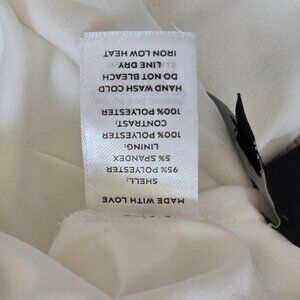 MADE WITH LOVE
SHELL:
95% POLYESTER
5% SPANDEX
LINING:
100% POLYESTER
CONTRAST:
100% POLYESTER
HAND WASH COLD
DO NOT BLEACH
LINE DRY
IRON LOW HEAT